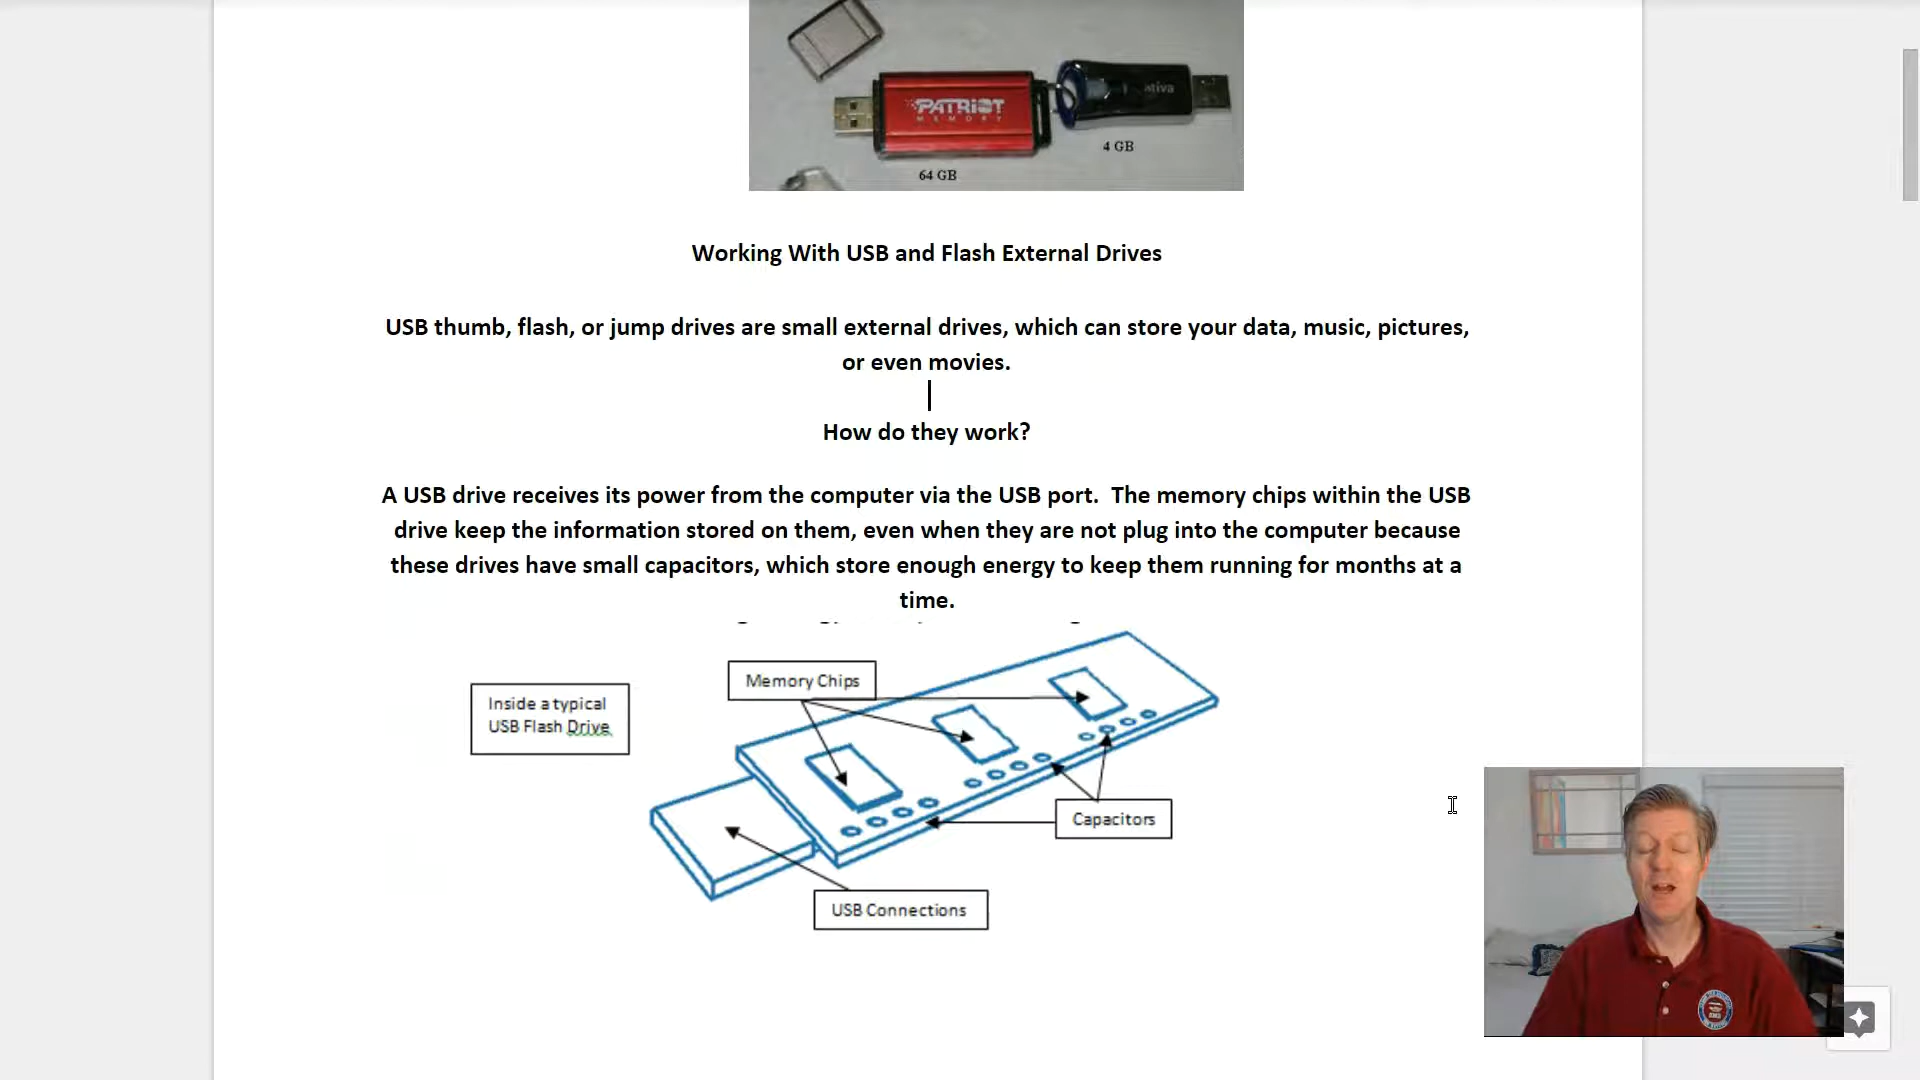 PATRIOT
MEMORY
ativa
4 GB
64 GB
Working With USB and Flash External Drives
USB thumb, flash, or jump drives are small external drives, which can store your data, music, pictures,
or even movies.
How do they work?
A USB drive receives its power from the computer via the USB port. The memory chips within the USB
drive keep the information stored on them, even when they are not plug into the computer because
these drives have small capacitors, which store enough energy to keep them running for months at a
time.
Memory Chips
Inside a typical
USB Flash Drive
Capacitors
USB Connections